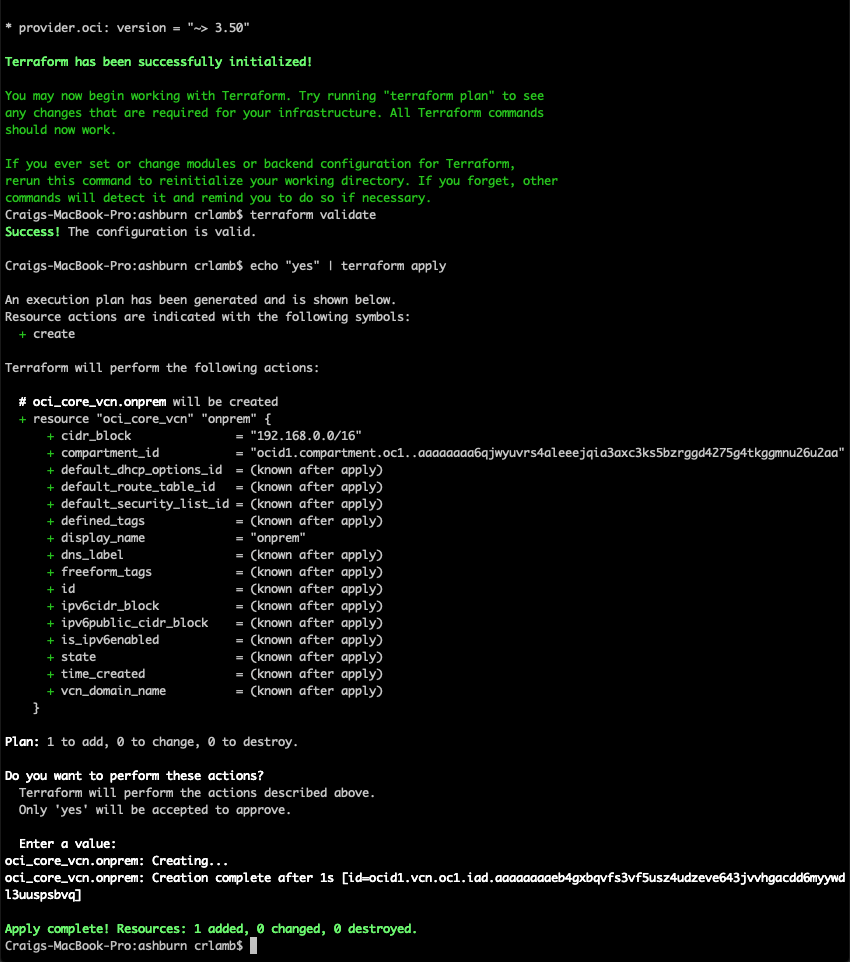 * provider.oci: version = "~> 3.50"
Terraform has been successfully initialized!
You may now begin working with Terraform. Try running "terraform plan" to see
any changes that are required for your infrastructure. All Terraform commands
should now work.
If you ever set or change modules or backend configuration for Terraform,
rerun this command to reinitialize your working directory. If you forget, other
commands will detect it and remind you to do so if necessary.
Craigs-MacBook-Pro:ashburn crlamb$ terraform validate
Success! The configuration is valid.
Craigs-MacBook-Pro:ashburn crlamb$ echo "yes" | terraform apply
An execution plan has been generated and is shown below.
Resource actions are indicated with the following symbols:
+ create
Terraform will perform the following actions:
# oci_core_vcn.onprem will be created
+ resource "oci_core_vcn" "onprem" {
+ cidr_block = "192.168.0.0/16"
+ compartment_id = "ocid1.compartment.oc1..aaaaaaaa6qjwyuvrs4aleeejqia3axc3ks5bzrggd4275g4tkggmnu26u2aa"
+ default_dhcp_options_id = (known after apply)
+ default_route_table_id = (known after apply)
+ default_security_list_id = (known after apply)
+ defined_tags = (known after apply)
+ display_name = "onprem"
+ dns_label = (known after apply)
+ freeform_tags = (known after apply)
+ id = (known after apply)
+ ipv6cidr_block = (known after apply)
+ ipv6public_cidr_block = (known after apply)
+ is_ipv6enabled = (known after apply)
+ state = (known after apply)
+ time_created = (known after apply)
+ vcn_domain_name = (known after apply)
}
Plan: 1 to add, 0 to change, 0 to destroy.
Do you want to perform these actions?
Terraform will perform the actions described above.
Only 'yes' will be accepted to approve.
Enter a value:
oci_core_vcn.onprem: Creating...
oci_core_vcn.onprem: Creation complete after 1s [id=ocid1.vcn.oc1.iad.aaaaaaaaeb4gxbqvfs3vf5usz4udzeve643jvvhgacdd6myywd
l3uuspsbvq]
Apply complete! Resources: 1 added, 0 changed, 0 destroyed.
Craigs-MacBook-Pro:ashburn crlamb$